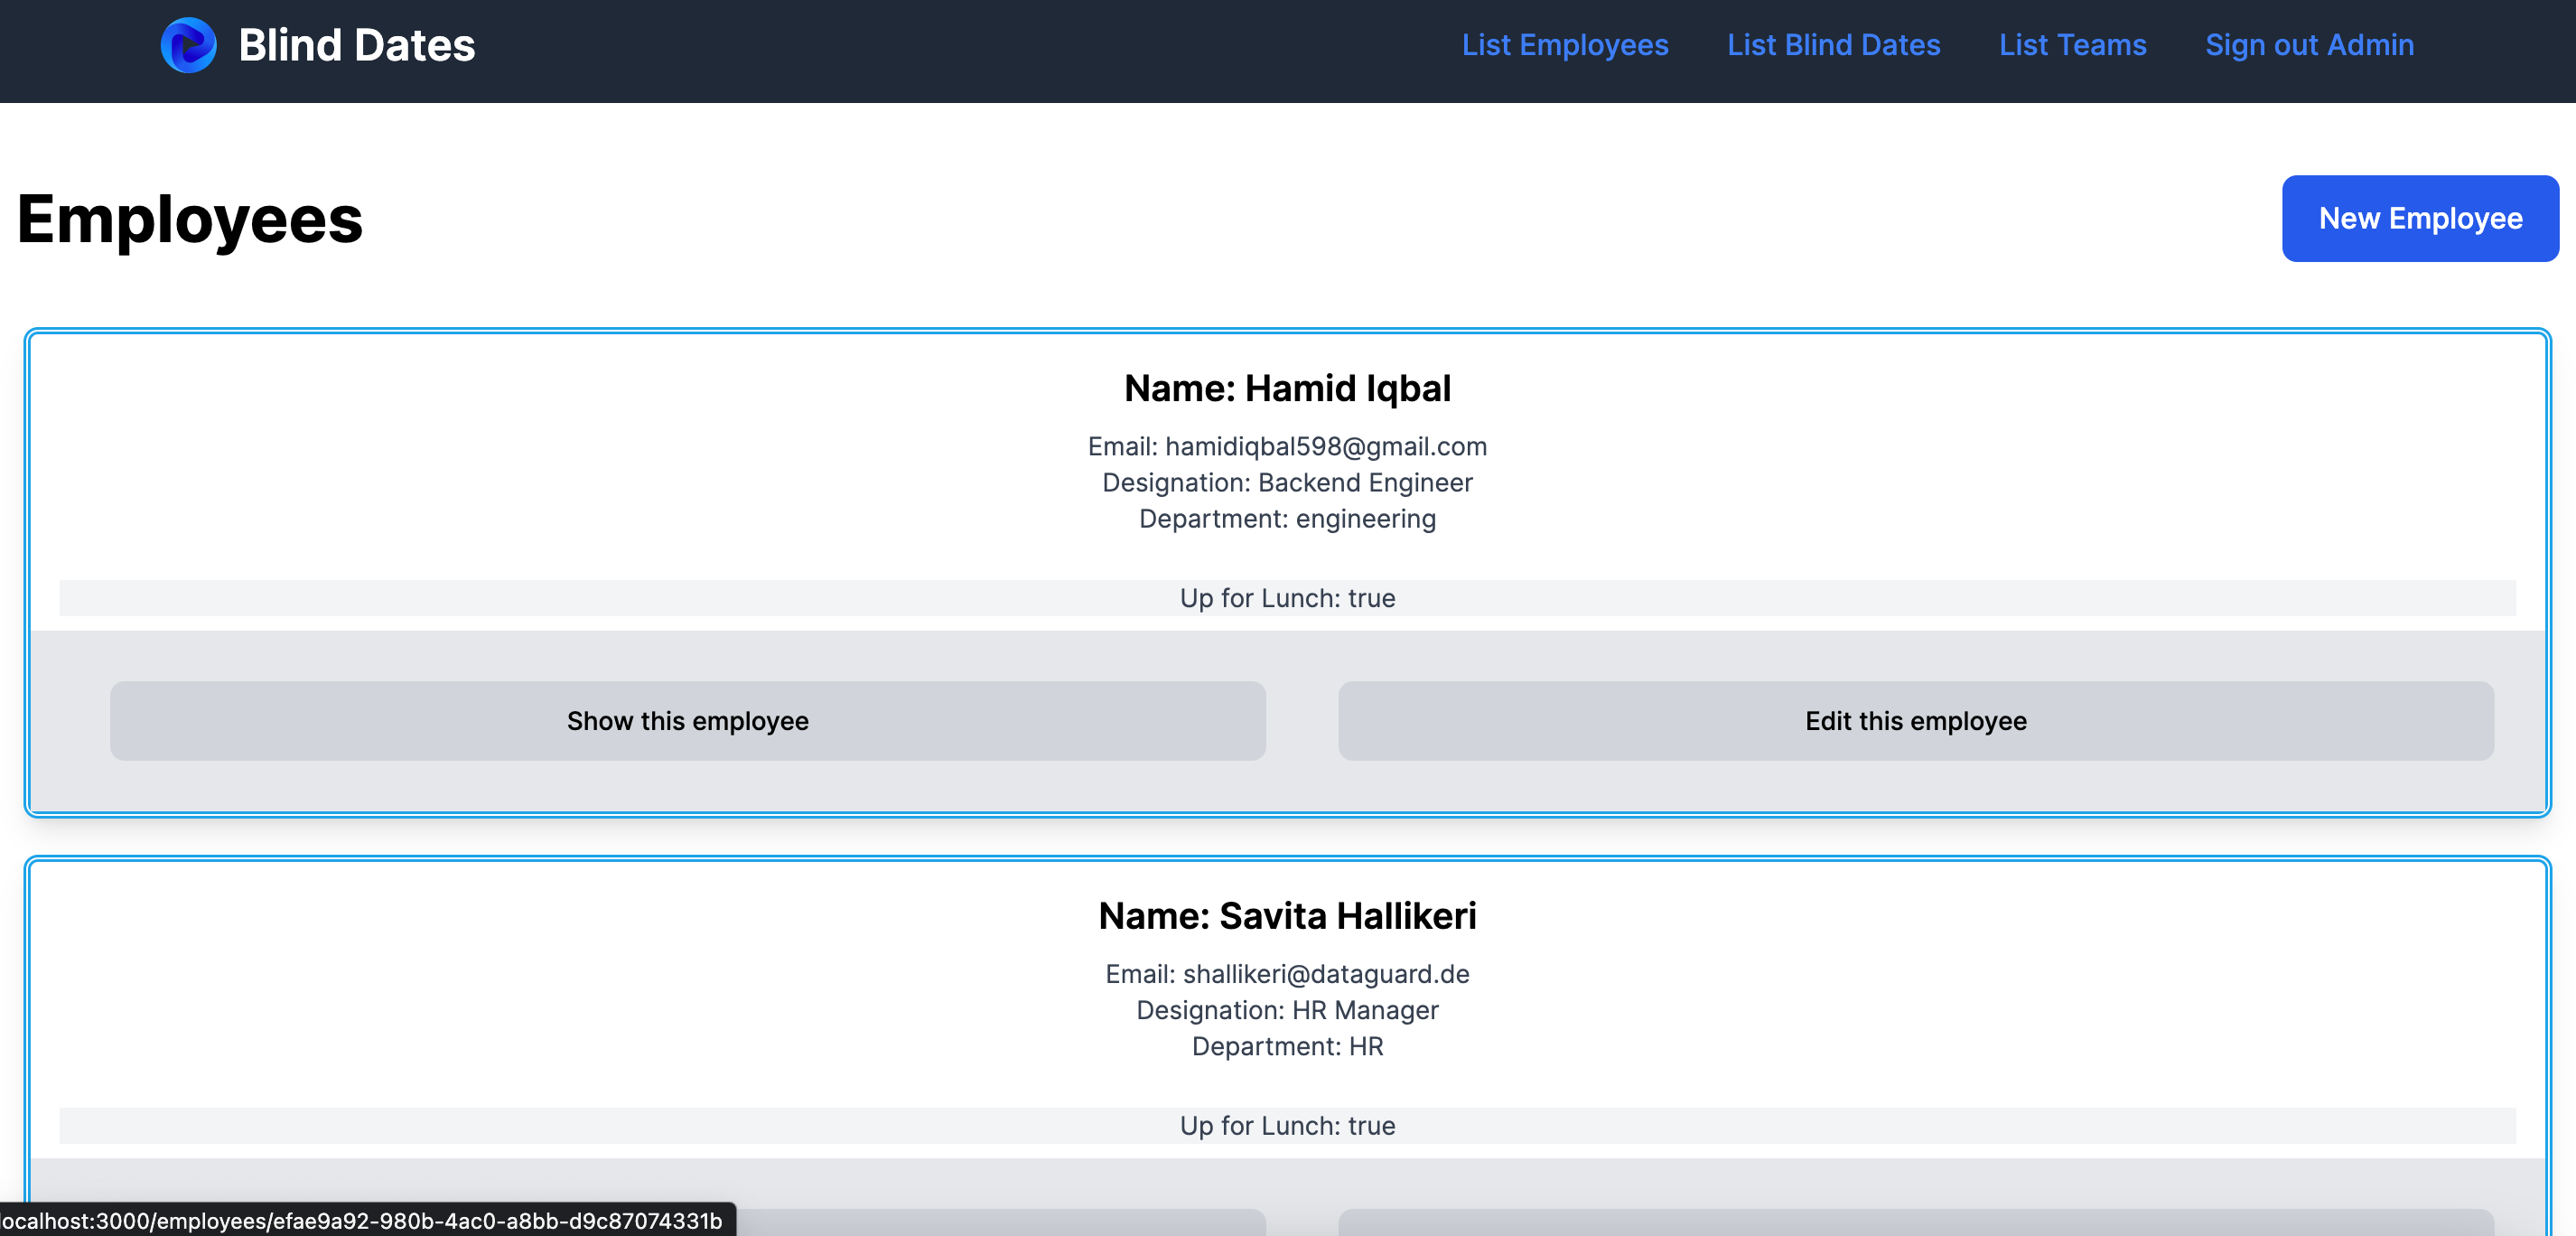 Blind Dates
List Employees
List Blind Dates
List Teams
Sign out Admin
Employees
New Employee
Name: Hamid Iqbal
Email: hamidiqbal598@gmail.com
Designation: Backend Engineer
Department: engineering
Up for Lunch: true
Show this employee
Edit this employee
Name: Savita Hallikeri
Email: shallikeri@dataguard.de
Designation: HR Manager
Department: HR
Up for Lunch: true
localhost:3000/employees/efae9a92-980b-4ac0-a8bb-d9c87074331b